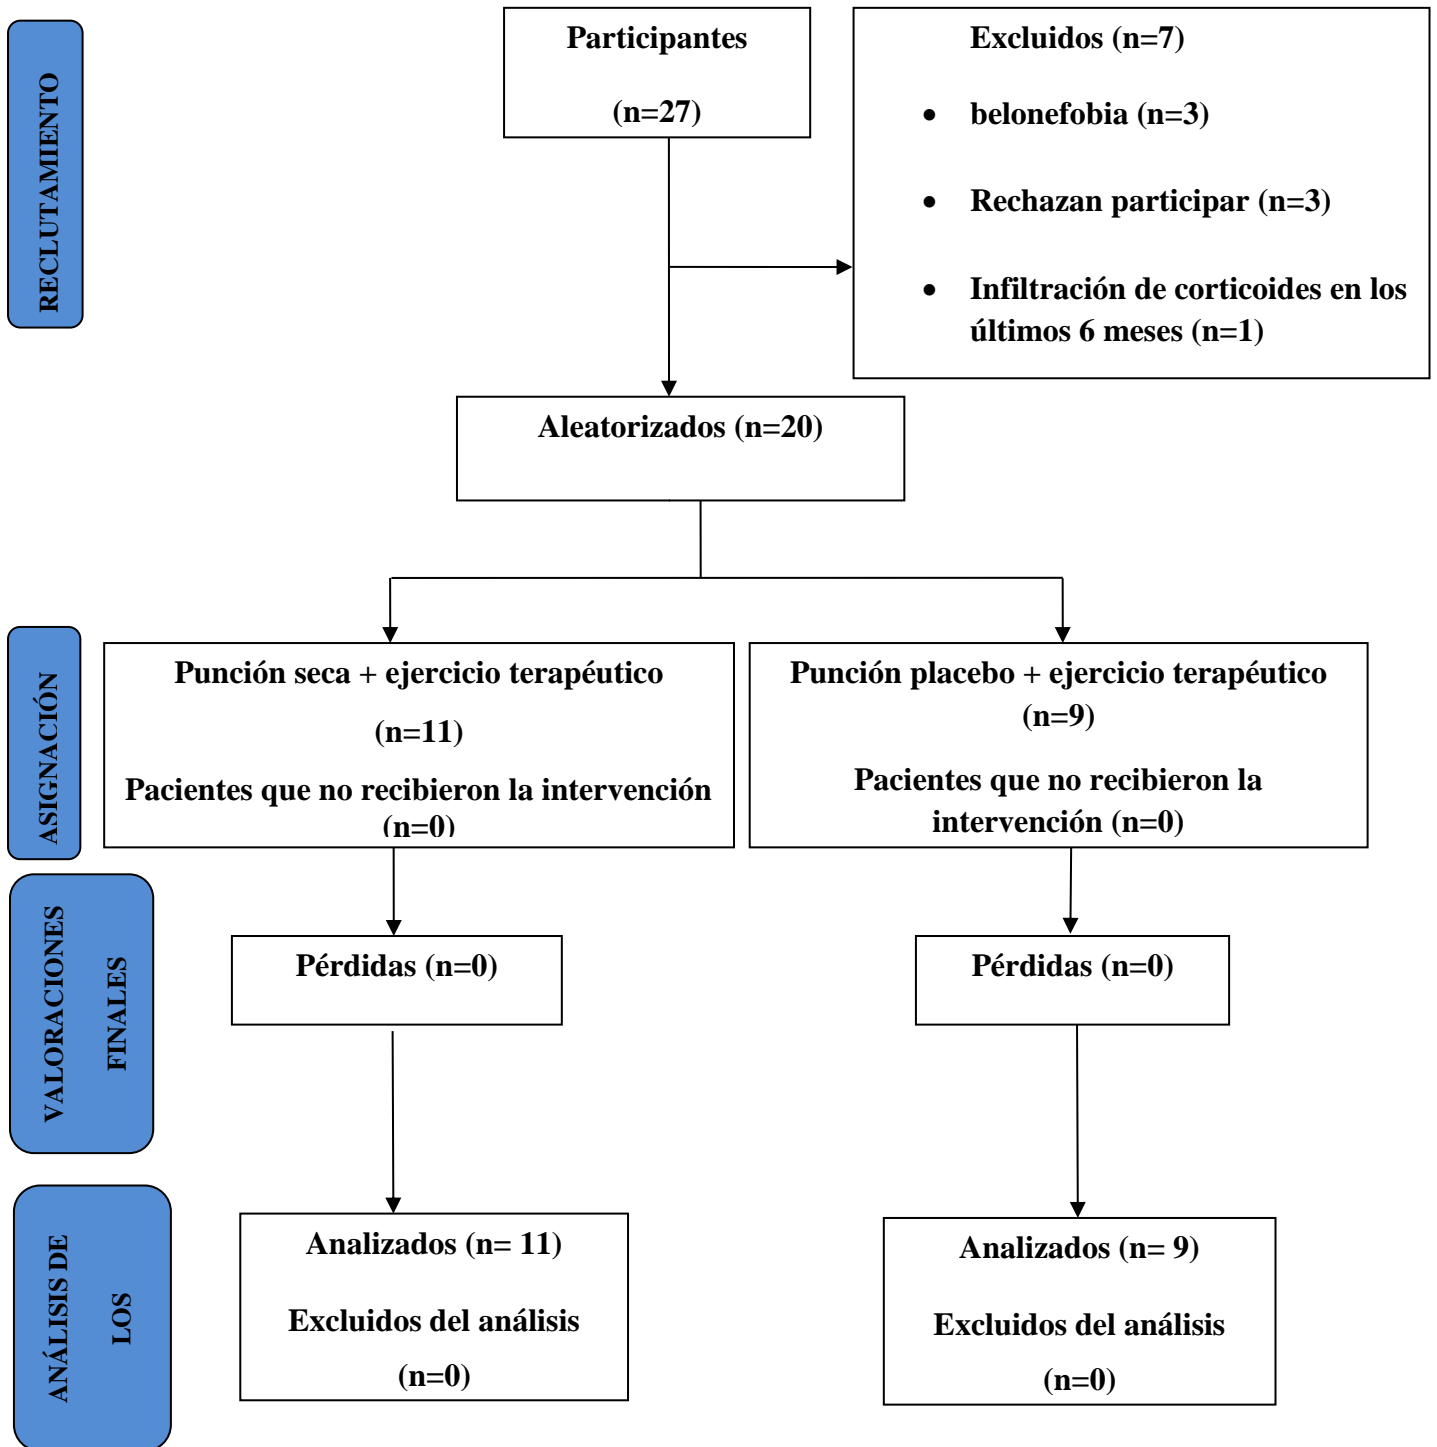 RECLUTAMIENTO
Participantes
(n=27)
Excluidos (n=7)
• belonefobia (n=3)
• Rechazan participar (n=3)
• Infiltración de corticoides en los
últimos 6 meses (n=1)
Aleatorizados (n=20)
ASIGNACIÓN
Punción seca + ejercicio terapéutico
(n=11)
Pacientes que no recibieron la intervención
(n=0)
Punción placebo + ejercicio terapéutico
(n=9)
Pacientes que no recibieron la
intervención (n=0)
VALORACIONES
FINALES
Pérdidas (n=0)
Pérdidas (n=0)
ANÁLISIS DE
LOS
Analizados (n= 11)
Excluidos del análisis
(n=0)
Analizados (n= 9)
Excluidos del análisis
(n=0)